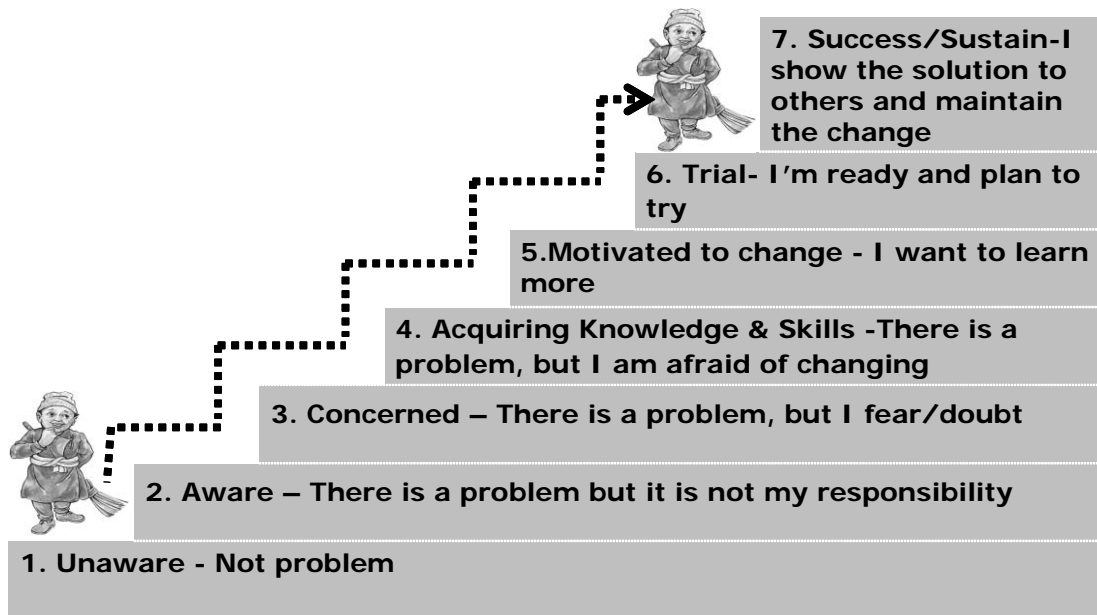 7. Success/Sustain-I
show the solution to
others and maintain
the change
6. Trial- I'm ready and plan to
try
5.Motivated to change - I want to learn
more
4. Acquiring Knowledge & Skills -There is a
problem, but I am afraid of changing
3. Concerned – There is a problem, but I fear/doubt
2. Aware – There is a problem but it is not my responsibility
1. Unaware - Not problem